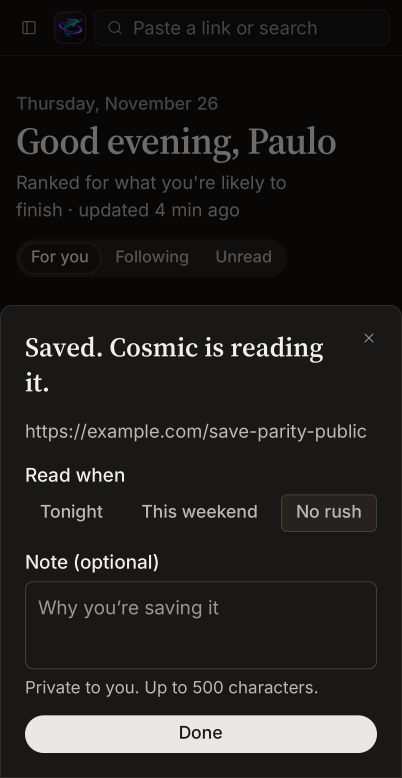 Paste a link or search
Thursday, November 26
Good evening, Paulo
Ranked for what you're likely to
finish · updated 4 min ago
For you
Following
Unread
Saved. Cosmic is reading
it.
https://example.com/save-parity-public
Read when
Tonight
This weekend
No rush
Note (optional)
Why you’re saving it
Private to you. Up to 500 characters.
Done